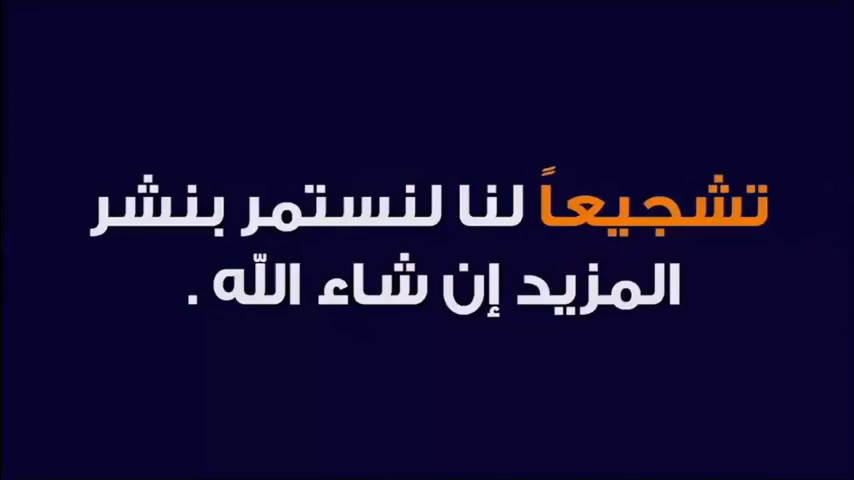 تشجيعاً لنا لنستمر بنشر
المزيد إن شاء الله .